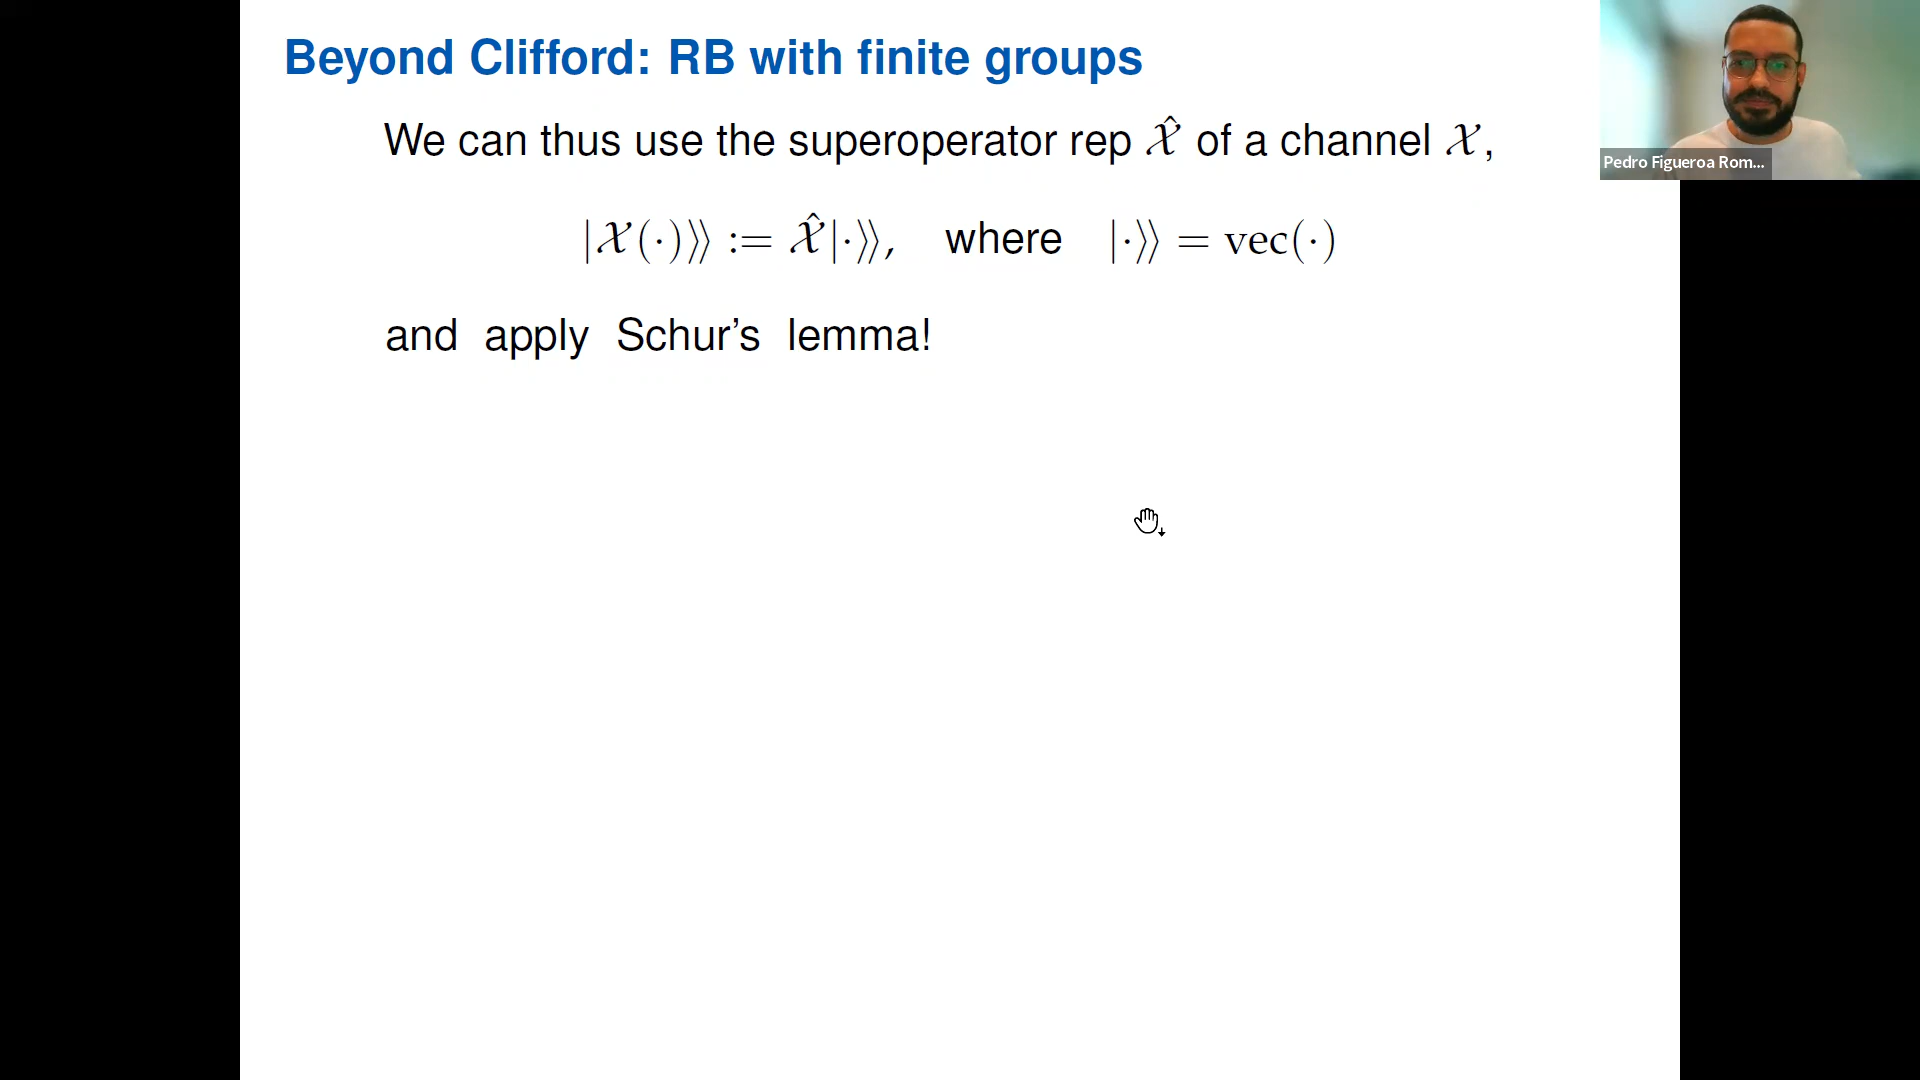 Beyond Clifford: RB with finite groups
We can thus use the superoperator rep 𝒳̂ of a channel 𝒳,
|𝒳(·)⟩⟩ := 𝒳̂|·⟩⟩, where |·⟩⟩ = vec(·)
and apply Schur's lemma!
Pedro Figueroa Rom...